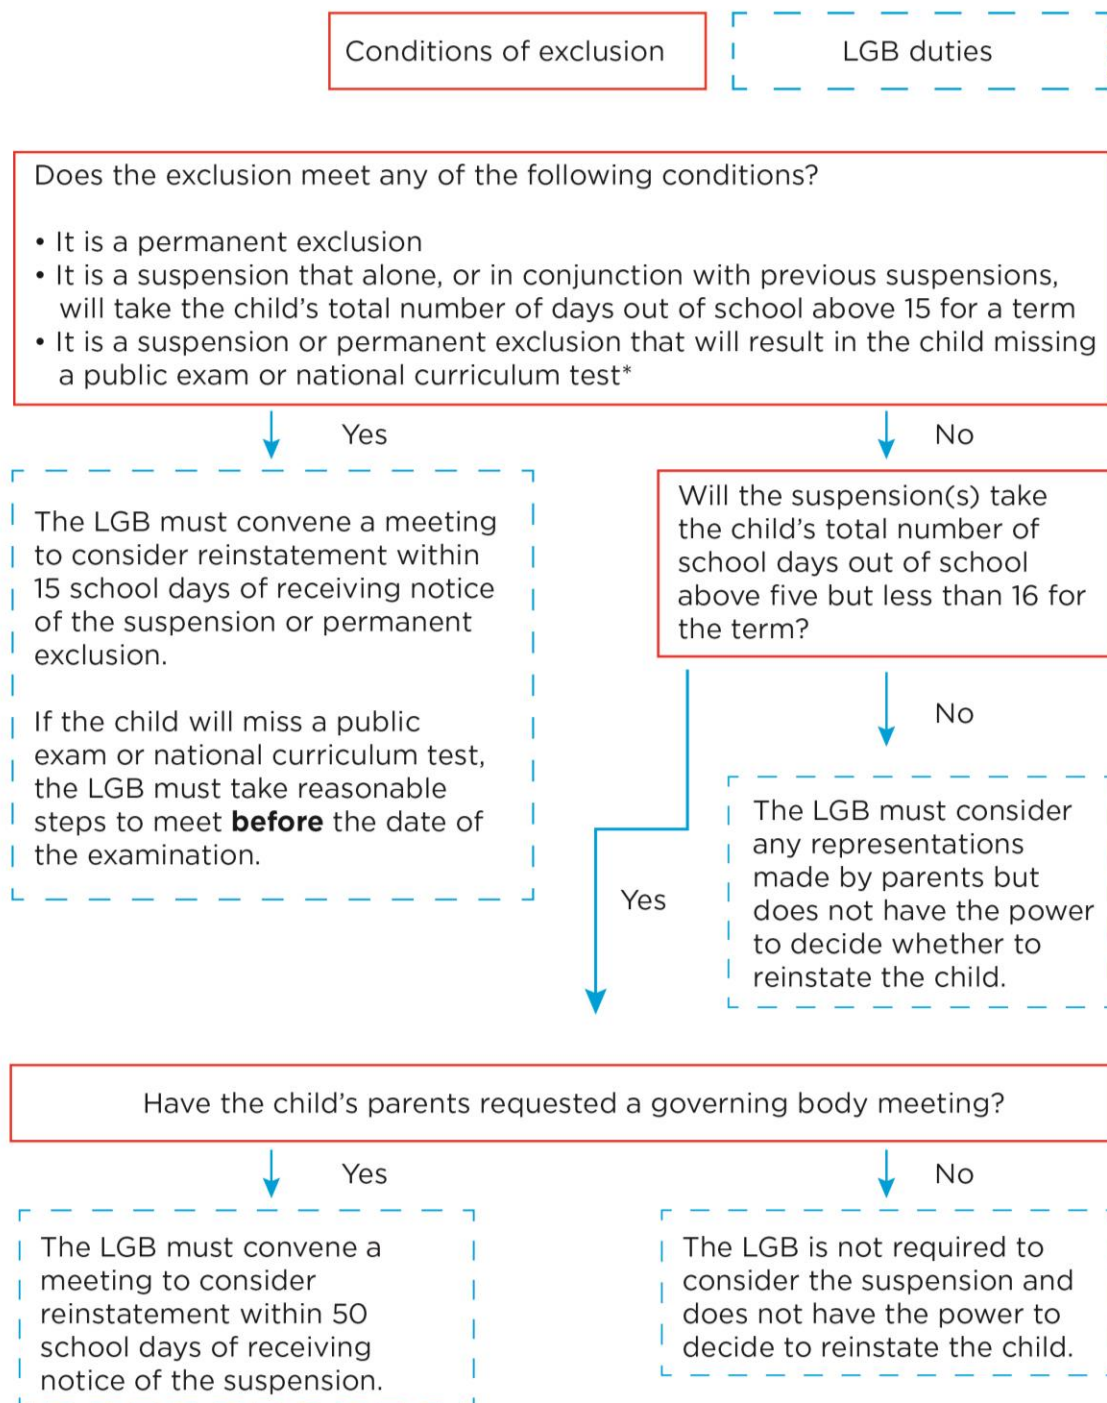 Conditions of exclusion
LGB duties
Does the exclusion meet any of the following conditions?
• It is a permanent exclusion
• It is a suspension that alone, or in conjunction with previous suspensions,
will take the child’s total number of days out of school above 15 for a term
• It is a suspension or permanent exclusion that will result in the child missing
a public exam or national curriculum test*
Yes
No
The LGB must convene a meeting
to consider reinstatement within
15 school days of receiving notice
of the suspension or permanent
exclusion.
If the child will miss a public
exam or national curriculum test,
the LGB must take reasonable
steps to meet before the date of
the examination.
Will the suspension(s) take
the child’s total number of
school days out of school
above five but less than 16 for
the term?
No
Yes
The LGB must consider
any representations
made by parents but
does not have the power
to decide whether to
reinstate the child.
Have the child’s parents requested a governing body meeting?
Yes
No
The LGB must convene a
meeting to consider
reinstatement within 50
school days of receiving
notice of the suspension.
The LGB is not required to
consider the suspension and
does not have the power to
decide to reinstate the child.